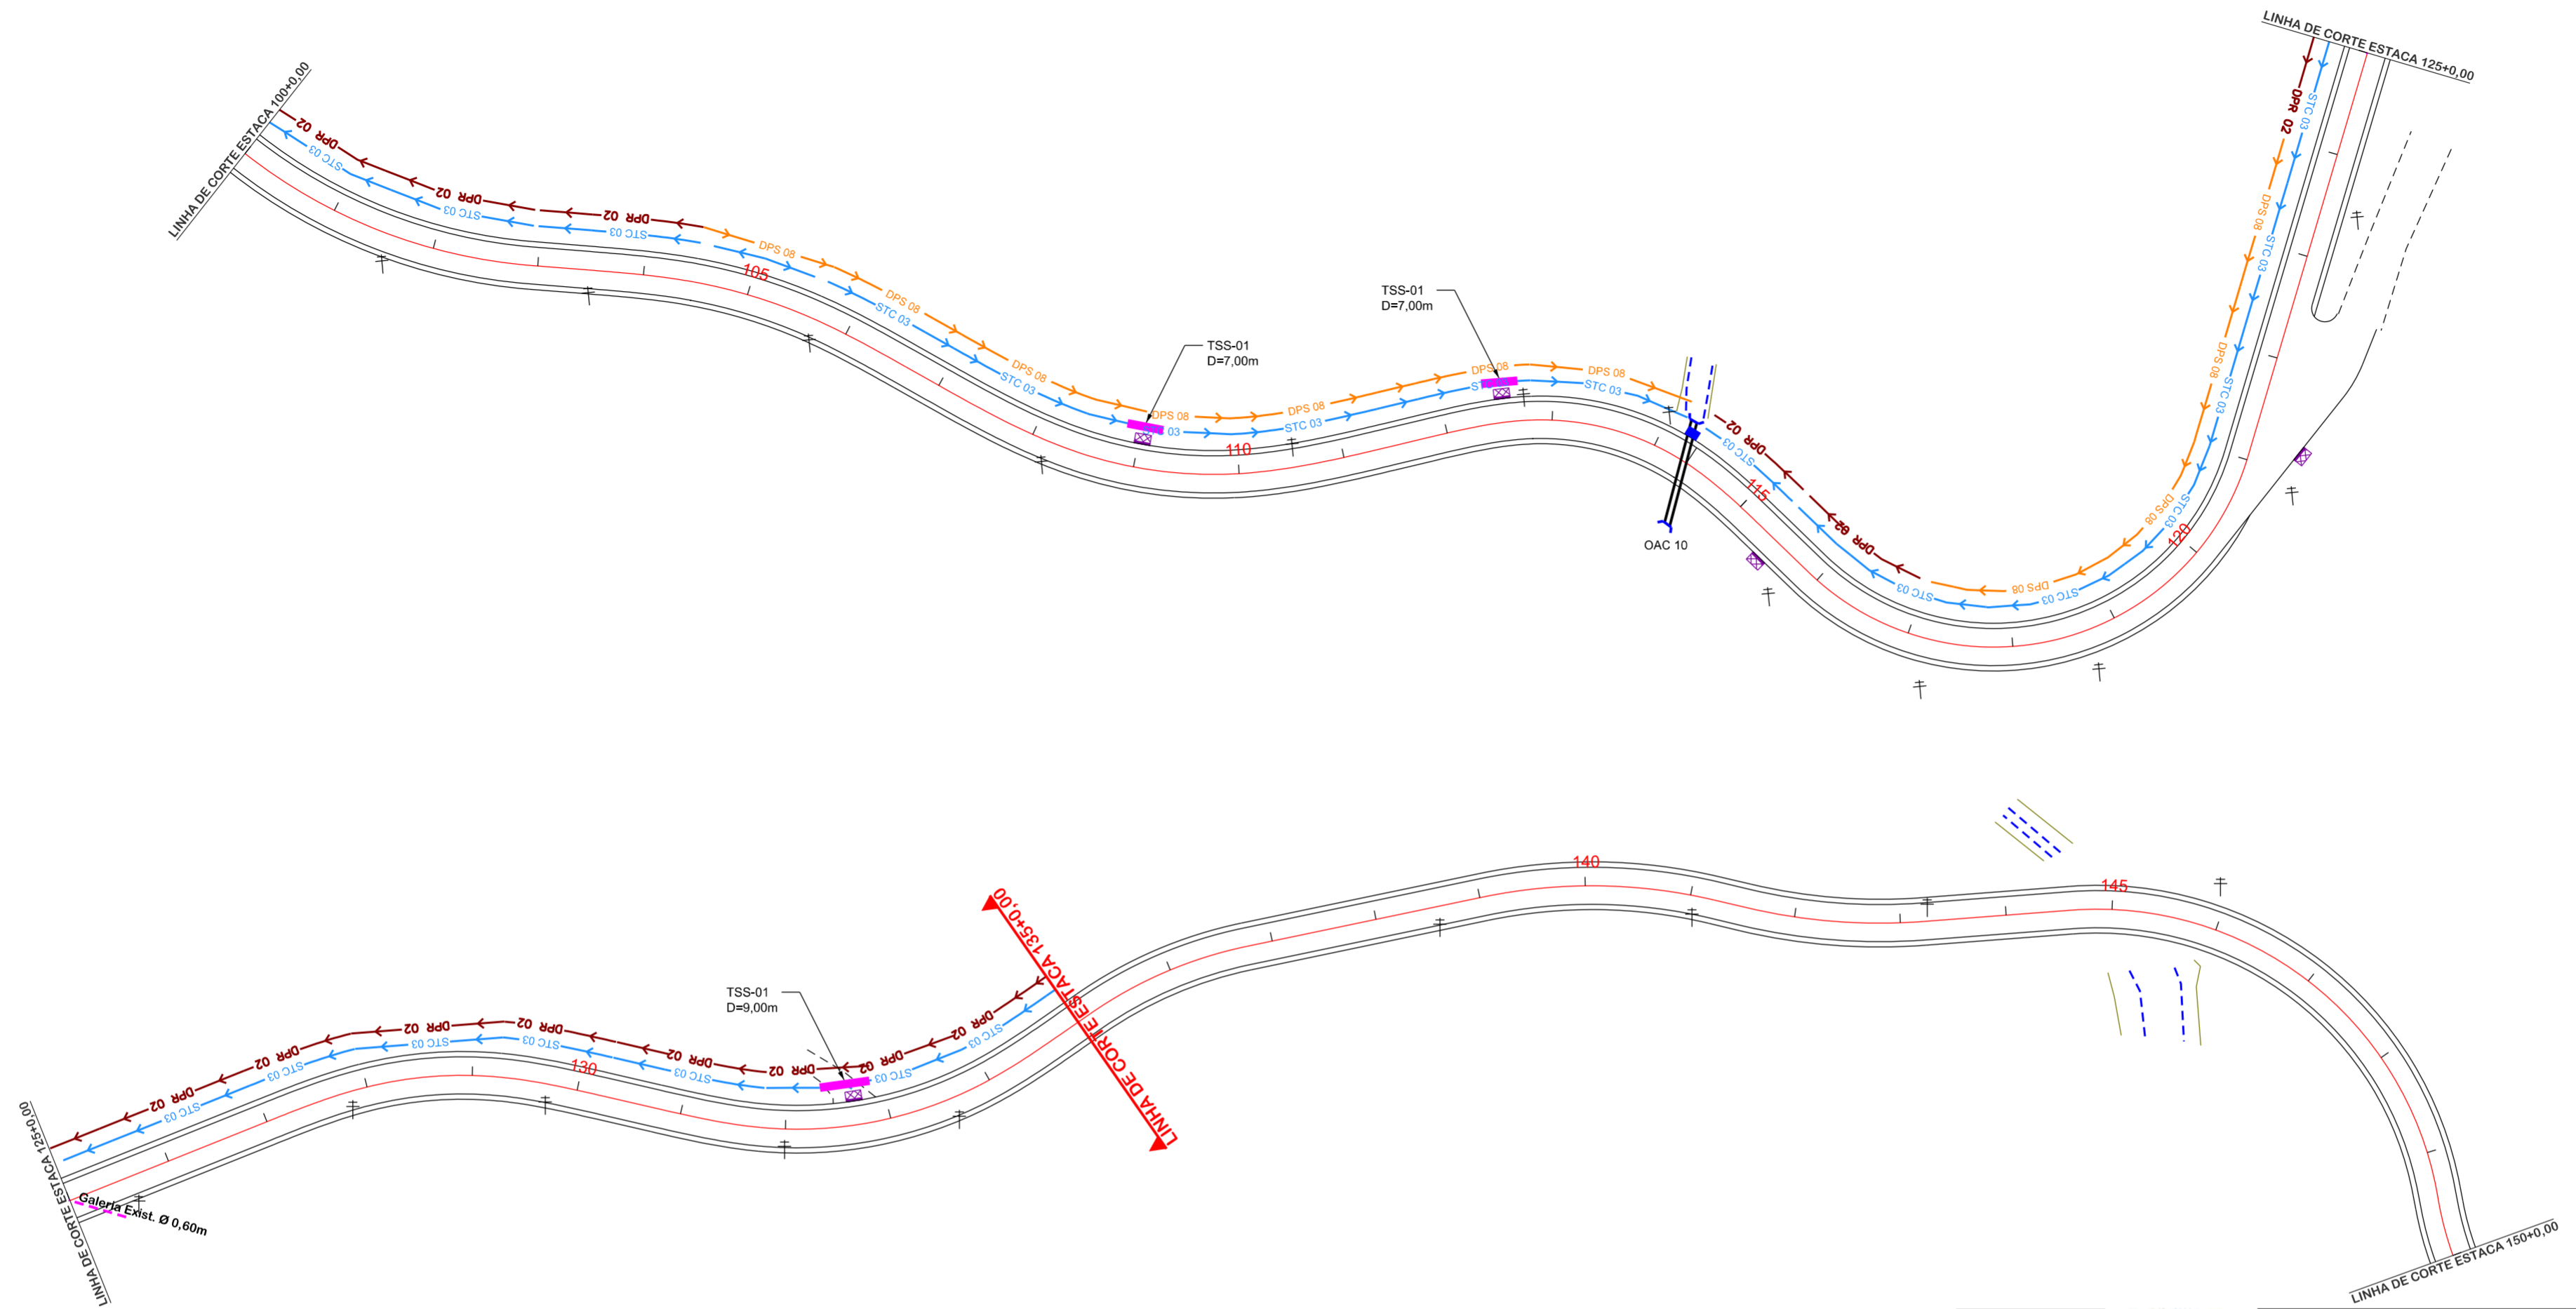 LINHA DE CORTE ESTACA 100+0,00
DPR 02
STC 03
DPR 02
STC 03
DPR 02
STC 03
DPS 08
105
DPS 08
STC 03
DPS 08
STC 03
TSS-01
D=7,00m
DPS 08
03
110
DPS 08
STC 03
TSS-01
D=7,00m
DPS 08
DPS 08
STC 03
OAC 10
DPR 02
STC 03
115
DPR 02
STC 03
DPS 08
STC 03
DPS 08
STC 03
120
DPS 08
STC 03
DPS 08
STC 03
DPR 02
STC 03
LINHA DE CORTE ESTACA 125+0,00
LINHA DE CORTE ESTACA 125+0,00
Galeria Exist. Ø 0,60m
DPR 02
STC 03
DPR 02
STC 03
DPR 02
STC 03
DPR 02
STC 03
130
DPR 02
STC 03
DPR 02
TSS-01
D=9,00m
DPR 02
STC 03
DPR 02
STC 03
LINHA DE CORTE ESTACA 135+0,00
140
145
LINHA DE CORTE ESTACA 150+0,00